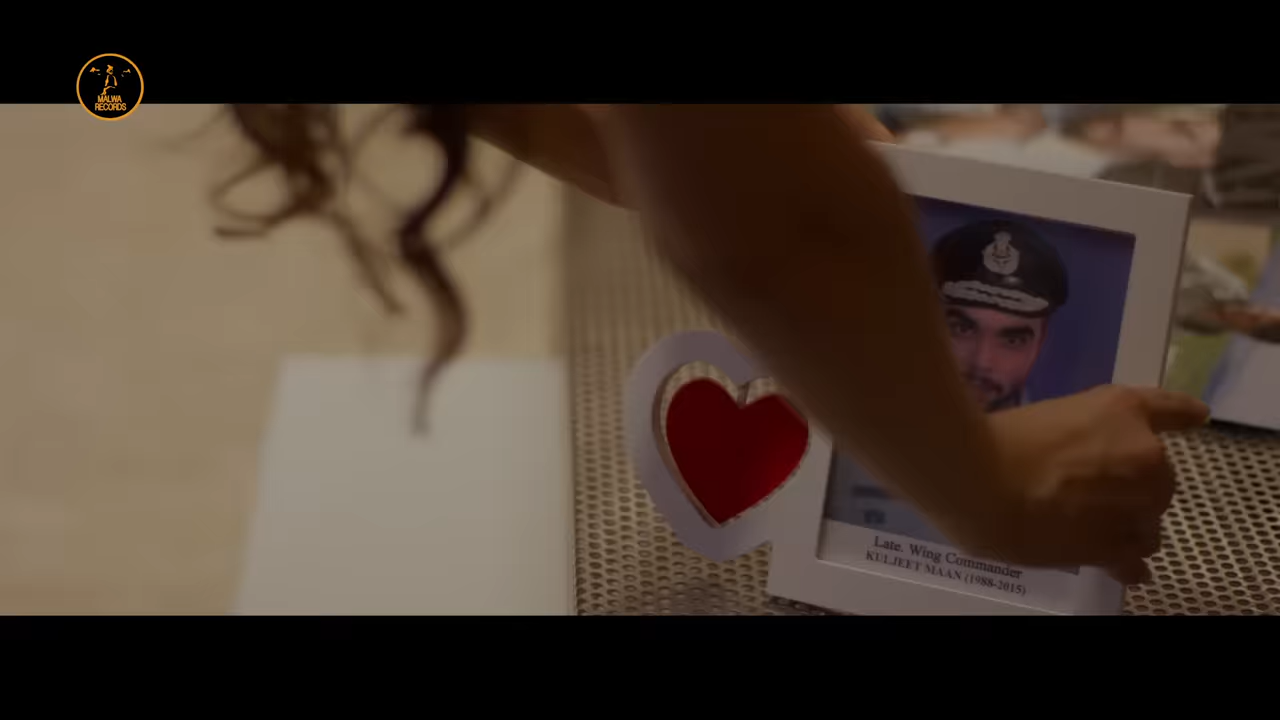 MALWA
RECORDS
Late. Wing Commander
KULJEET MAAN (1988-2015)